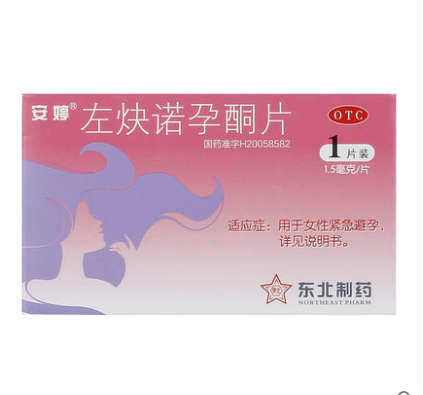 安婷® 左炔诺孕酮片
国药准字H20058582
OTC
1片装
1.5毫克/片
适应症：用于女性紧急避孕，
详见说明书。
东北制药
NORTHEAST PHARM